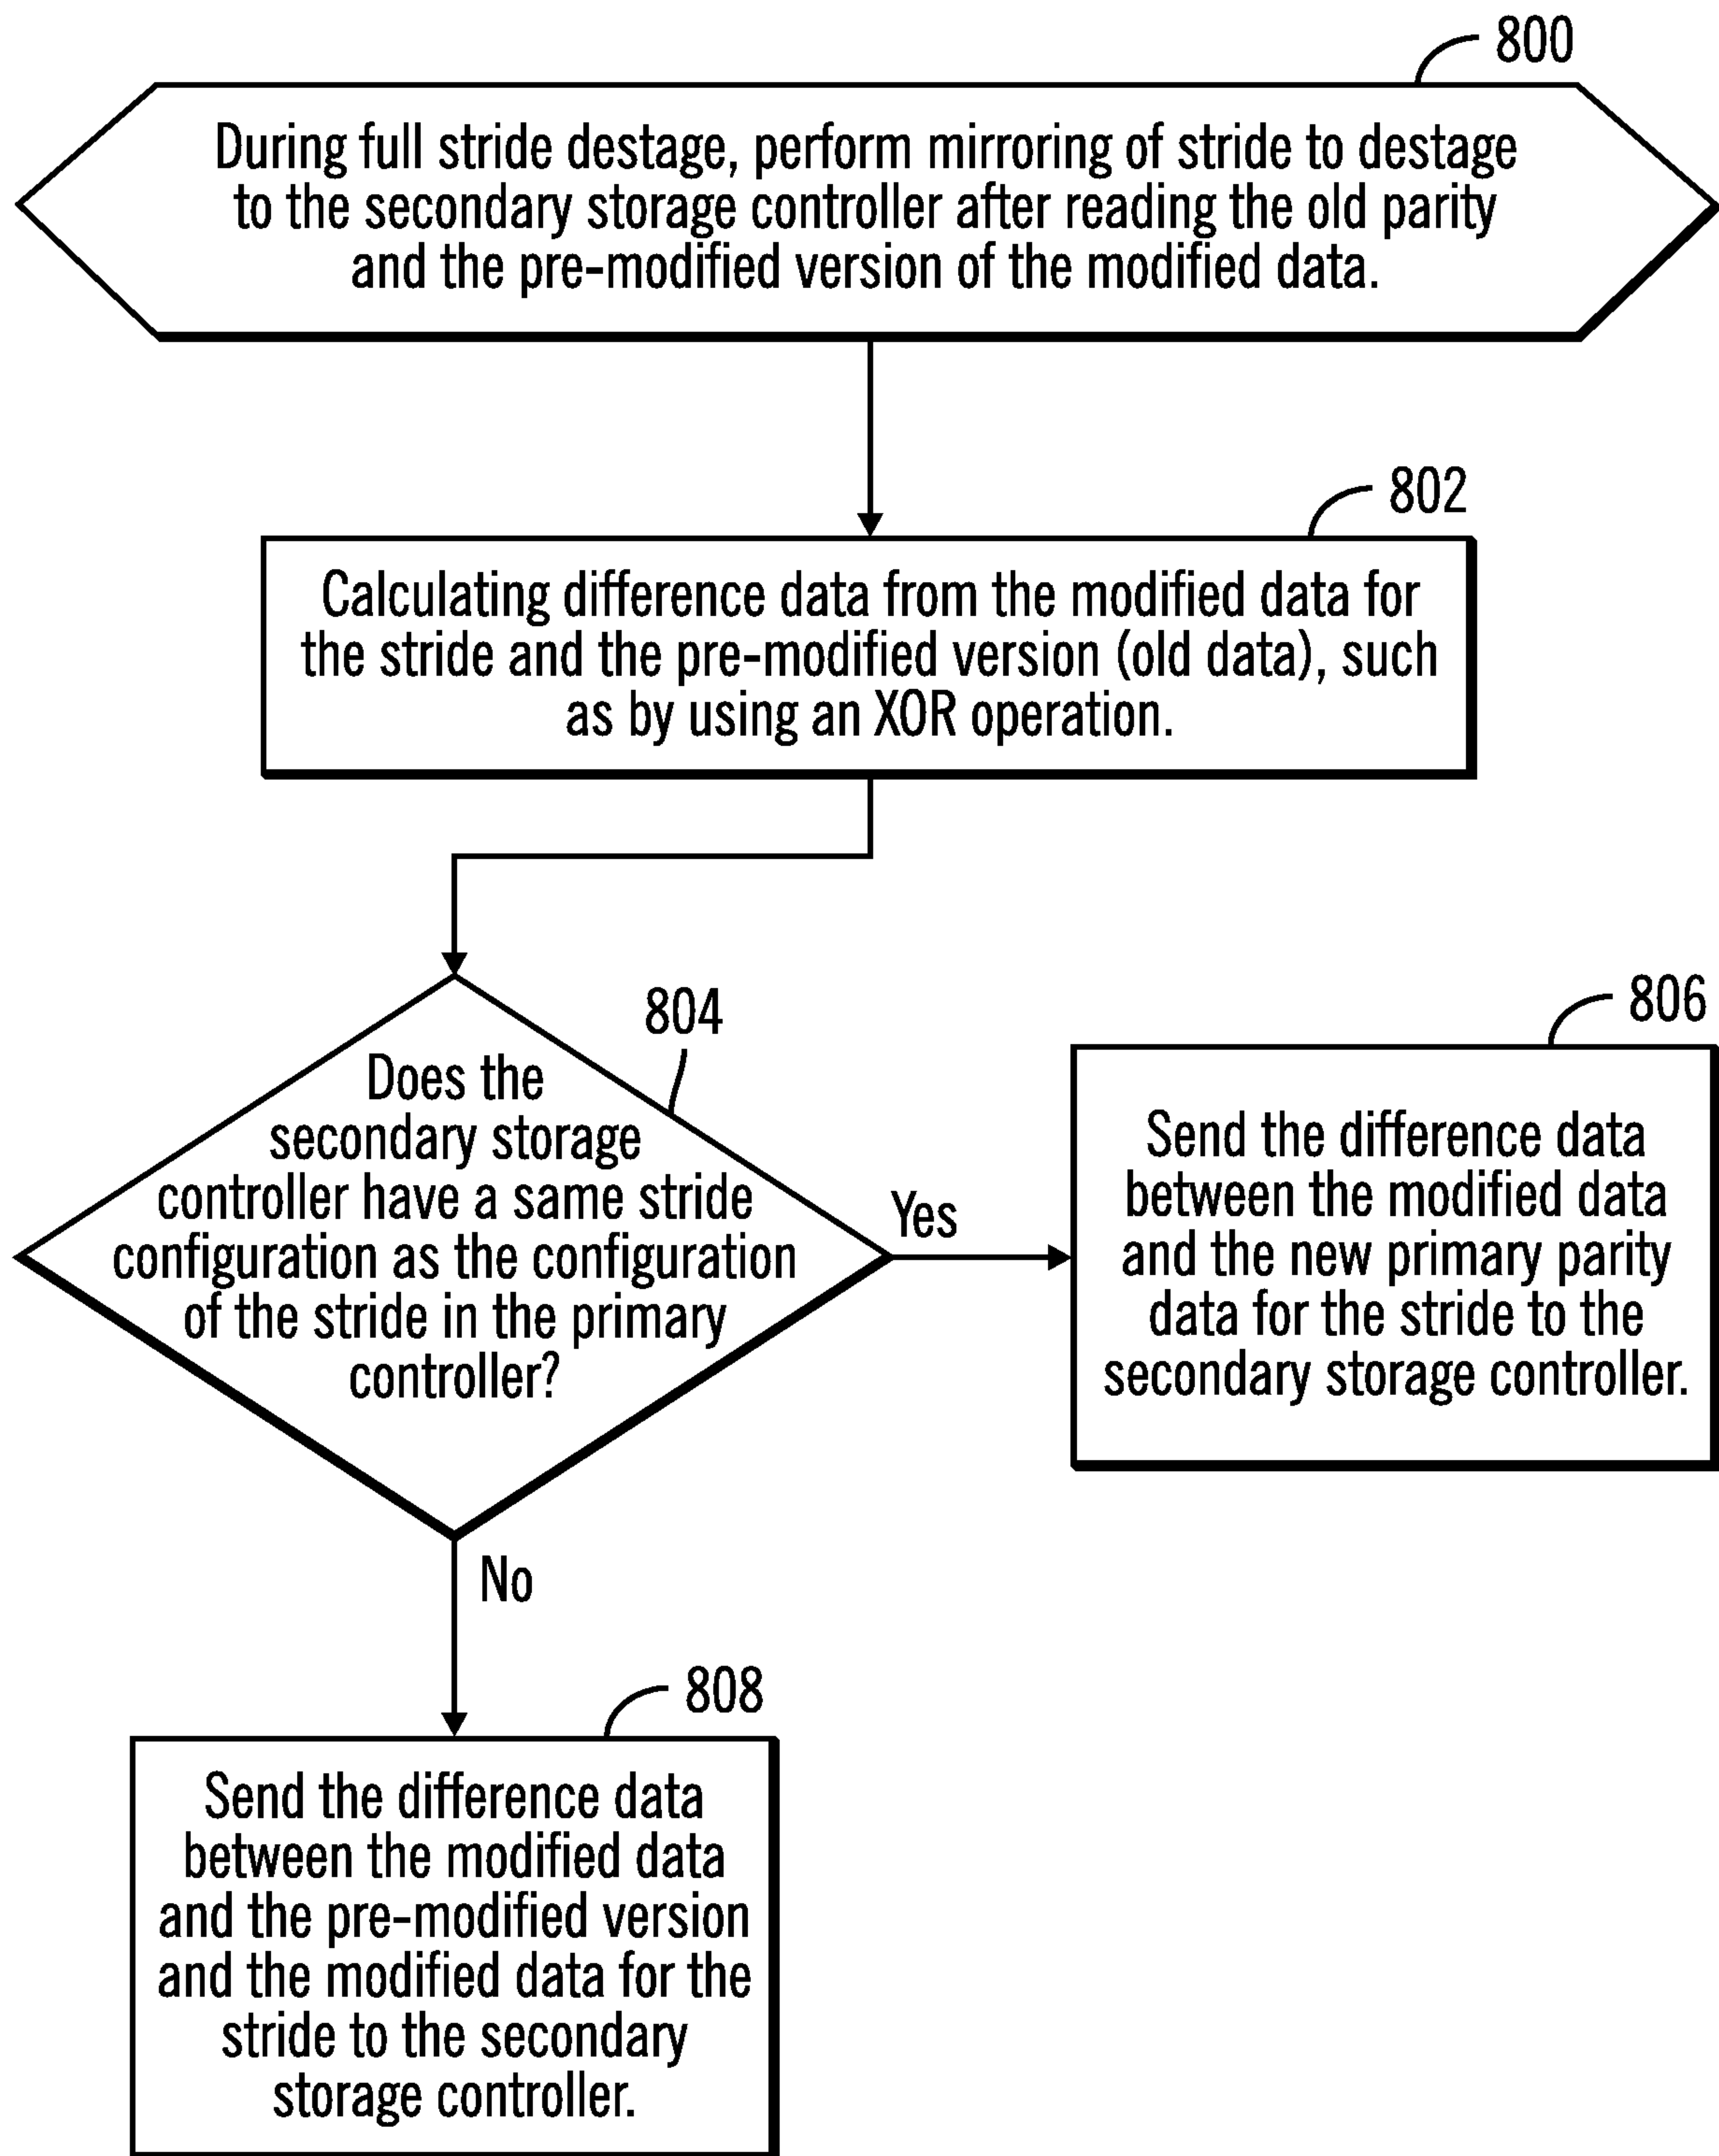 800
During full stride destage, perform mirroring of stride to destage
to the secondary storage controller after reading the old parity
and the pre-modified version of the modified data.
802
Calculating difference data from the modified data for
the stride and the pre-modified version (old data), such
as by using an XOR operation.
804
Does the
secondary storage
controller have a same stride
configuration as the configuration
of the stride in the primary
controller?
Yes
806
Send the difference data
between the modified data
and the new primary parity
data for the stride to the
secondary storage controller.
No
808
Send the difference data
between the modified data
and the pre-modified version
and the modified data for the
stride to the secondary
storage controller.